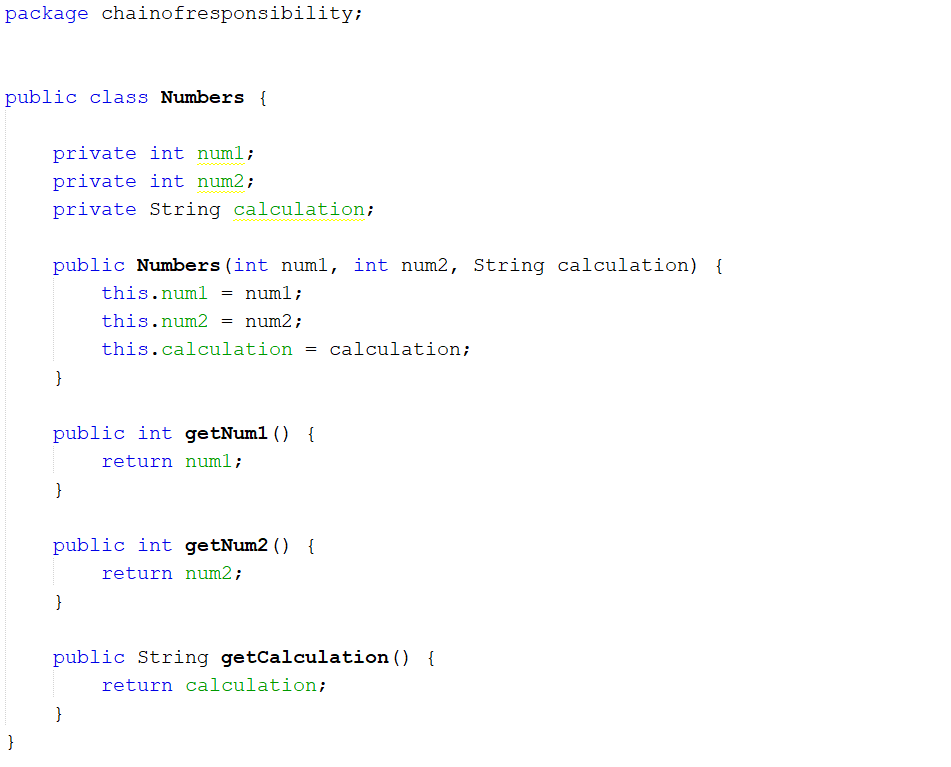 package chainofresponsibility;
public class Numbers {
private int num1;
private int num2;
private String calculation;
public Numbers(int num1, int num2, String calculation) {
this.num1 = num1;
this.num2 = num2;
this.calculation = calculation;
}
public int getNum1() {
return num1;
}
public int getNum2() {
return num2;
}
public String getCalculation() {
return calculation;
}
}